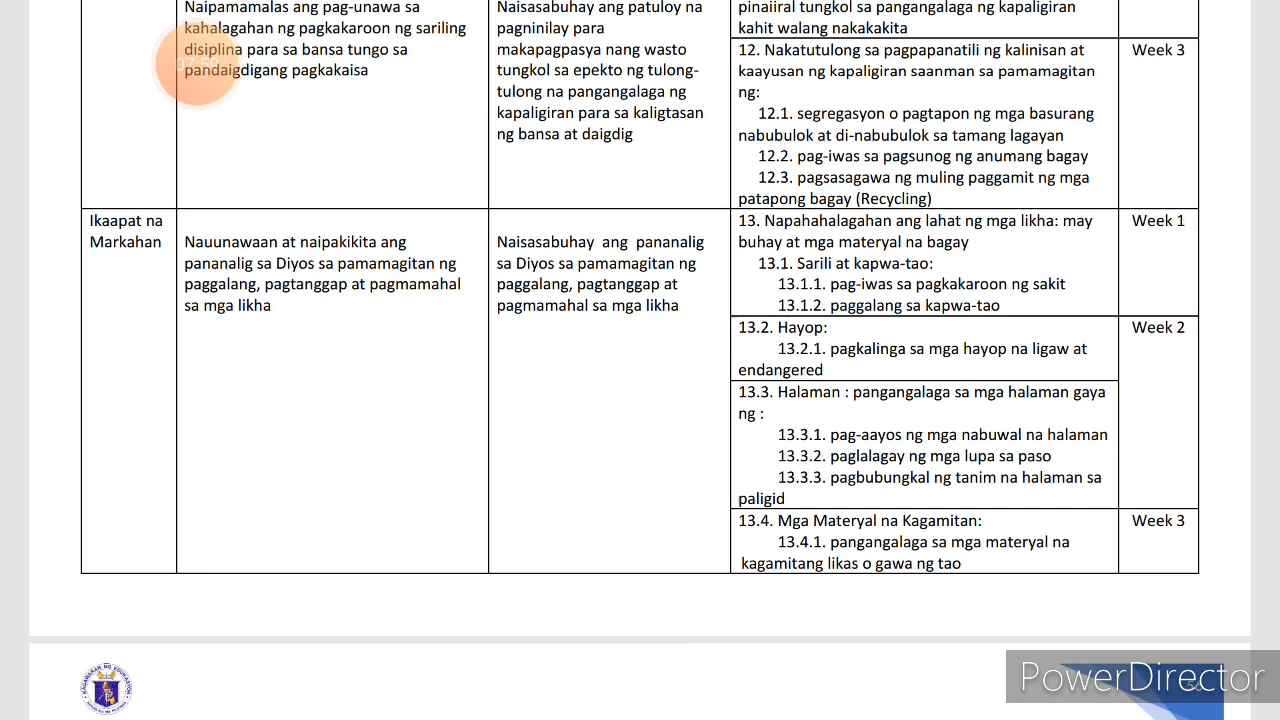 Naipamamalas ang pag-unawa sa
kahalagahan ng pagkakaroon ng sariling
disiplina para sa bansa tungo sa
pandaigdigang pagkakaisa
Naisasabuhay ang patuloy na
pagninilay para
makapagpasya nang wasto
tungkol sa epekto ng tulong-
tulong na pangangalaga ng
kapaligiran para sa kaligtasan
ng bansa at daigdig
pinaiiral tungkol sa pangangalaga ng kapaligiran
kahit walang nakakakita
12. Nakatutulong sa pagpapanatili ng kalinisan at
kaayusan ng kapaligiran saanman sa pamamagitan
ng:
12.1. segregasyon o pagtapon ng mga basurang
nabubulok at di-nabubulok sa tamang lagayan
12.2. pag-iwas sa pagsunog ng anumang bagay
12.3. pagsasagawa ng muling paggamit ng mga
patapong bagay (Recycling)
Week 3
Ikaapat na
Markahan
Nauunawaan at naipakikita ang
pananalig sa Diyos sa pamamagitan ng
paggalang, pagtanggap at pagmamahal
sa mga likha
Naisasabuhay ang pananalig
sa Diyos sa pamamagitan ng
paggalang, pagtanggap at
pagmamahal sa mga likha
13. Napahahalagahan ang lahat ng mga likha: may
buhay at mga materyal na bagay
13.1. Sarili at kapwa-tao:
13.1.1. pag-iwas sa pagkakaroon ng sakit
13.1.2. paggalang sa kapwa-tao
Week 1
13.2. Hayop:
13.2.1. pagkalinga sa mga hayop na ligaw at
endangered
Week 2
13.3. Halaman : pangangalaga sa mga halaman gaya
ng :
13.3.1. pag-aayos ng mga nabuwal na halaman
13.3.2. paglalagay ng mga lupa sa paso
13.3.3. pagbubungkal ng tanim na halaman sa
paligid
13.4. Mga Materyal na Kagamitan:
13.4.1. pangangalaga sa mga materyal na
kagamitang likas o gawa ng tao
Week 3
KAGAWARAN NG EDUKASYON
REPUBLIKA NG PILIPINAS
PowerDirector